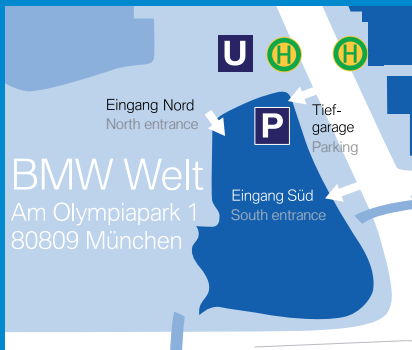 U H H
Eingang Nord
North entrance
P
Tief-
garage
Parking
BMW Welt
Am Olympiapark 1
80809 München
Eingang Süd
South entrance